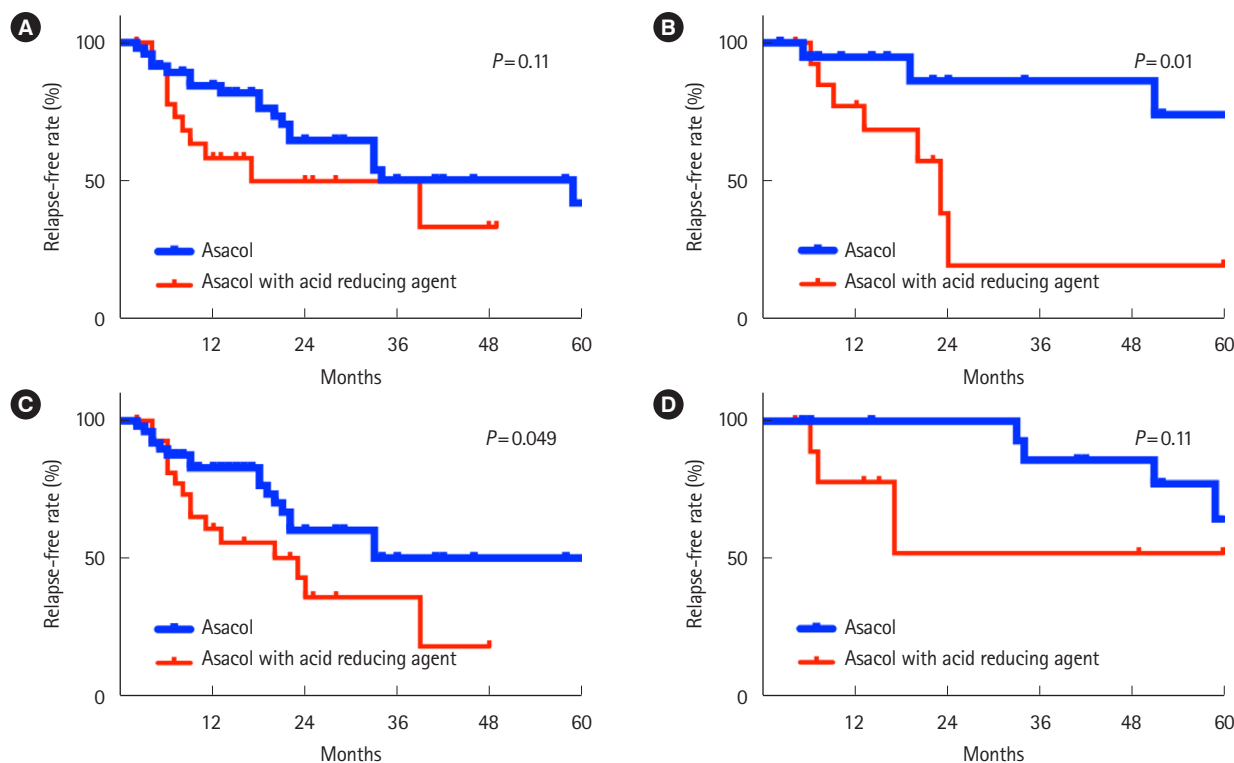 A
Relapse-free rate (%)
100
50
0
P=0.11
Asacol
Asacol with acid reducing agent
12 24 36 48 60
Months
B
Relapse-free rate (%)
100
50
0
P=0.01
Asacol
Asacol with acid reducing agent
12 24 36 48 60
Months
C
Relapse-free rate (%)
100
50
0
P=0.049
Asacol
Asacol with acid reducing agent
12 24 36 48 60
Months
D
Relapse-free rate (%)
100
50
0
P=0.11
Asacol
Asacol with acid reducing agent
12 24 36 48 60
Months